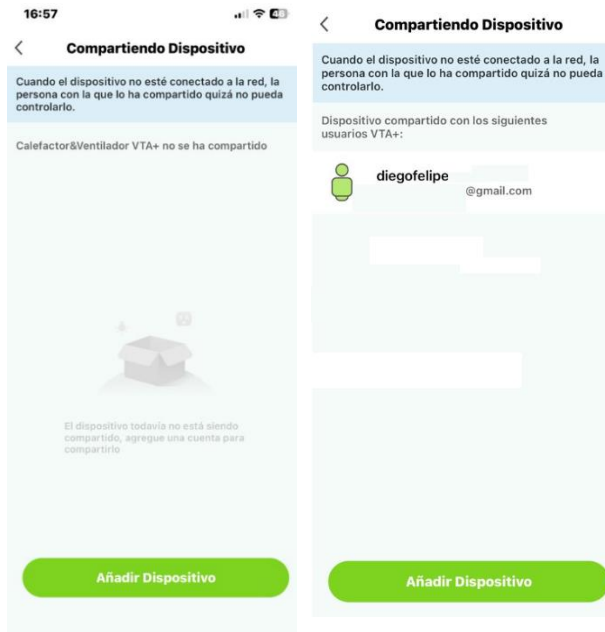 16:57
Compartiendo Dispositivo
Cuando el dispositivo no esté conectado a la red, la
persona con la que lo ha compartido quizá no pueda
controlarlo.
Calefactor&Ventilador VTA+ no se ha compartido
El dispositivo todavía no está siendo
compartido, agregue una cuenta para
compartirlo
Añadir Dispositivo
Compartiendo Dispositivo
Cuando el dispositivo no esté conectado a la red, la
persona con la que lo ha compartido quizá no pueda
controlarlo.
Dispositivo compartido con los siguientes
usuarios VTA+:
diegofelipe
@gmail.com
Añadir Dispositivo